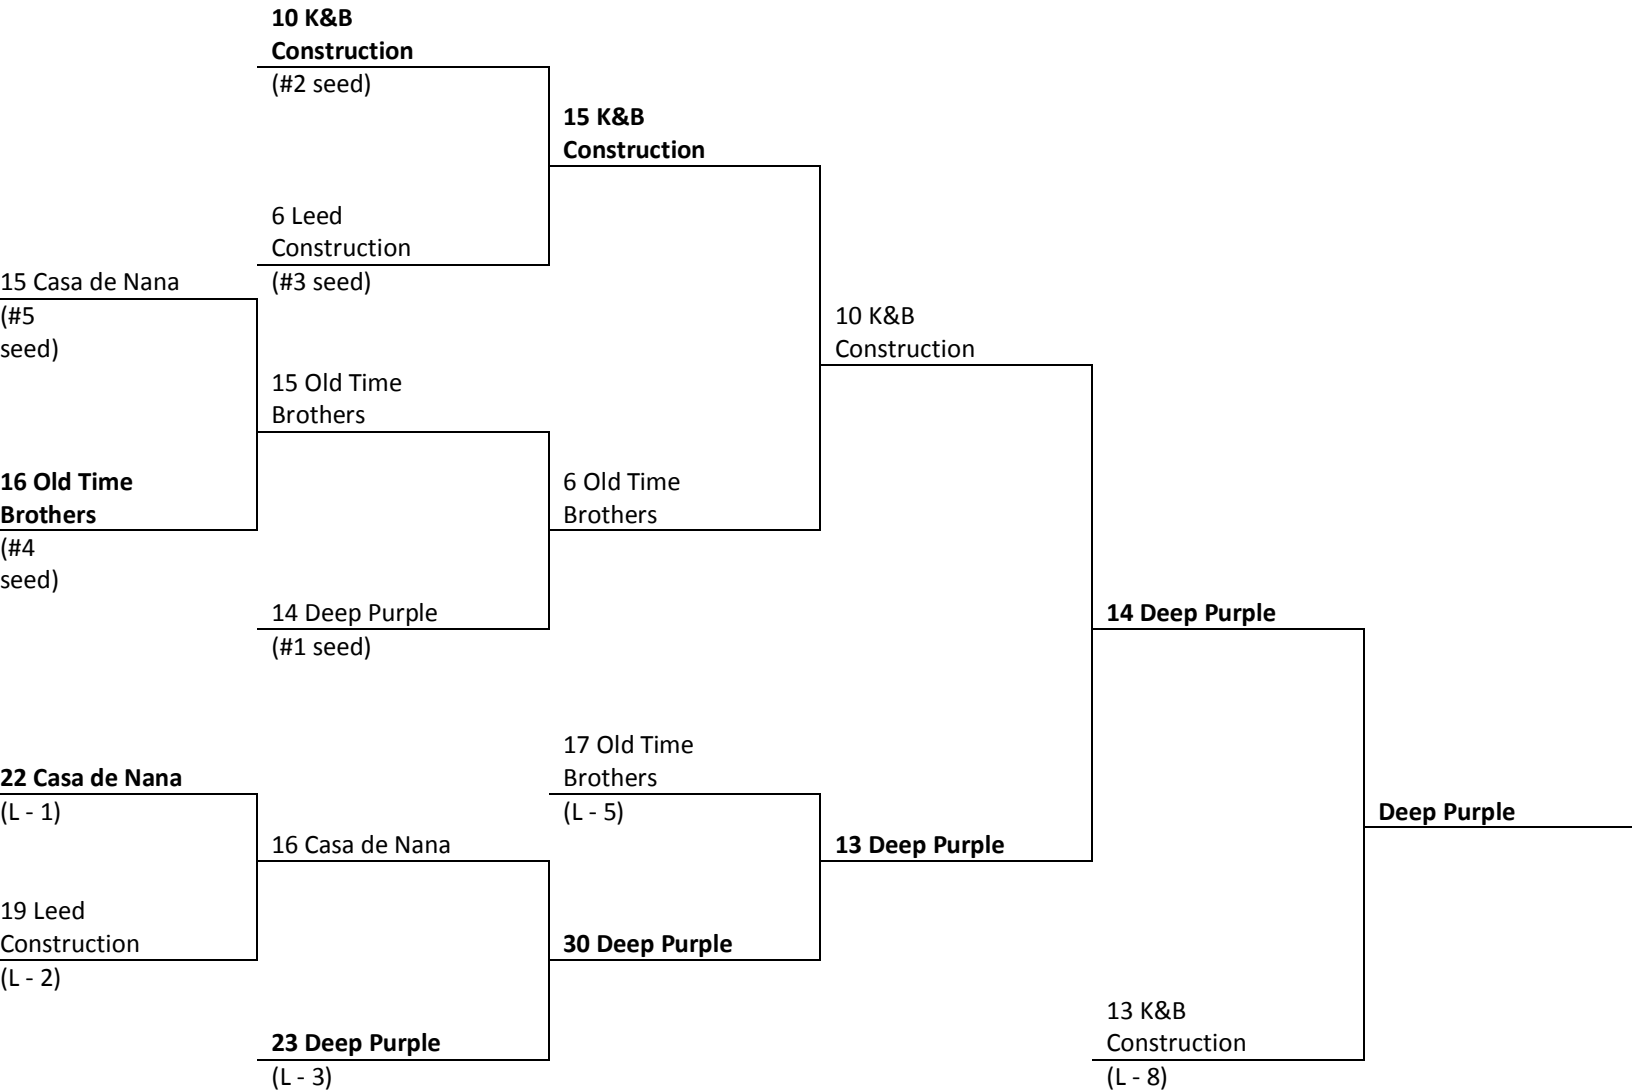 10 K&B
Construction
(#2 seed)
15 K&B
Construction
6 Leed
Construction
(#3 seed)
15 Casa de Nana
(#5
seed)
10 K&B
Construction
15 Old Time
Brothers
16 Old Time
Brothers
(#4
seed)
6 Old Time
Brothers
14 Deep Purple
(#1 seed)
14 Deep Purple
17 Old Time
Brothers
(L - 5)
22 Casa de Nana
(L - 1)
Deep Purple
16 Casa de Nana
13 Deep Purple
19 Leed
Construction
(L - 2)
30 Deep Purple
23 Deep Purple
(L - 3)
13 K&B
Construction
(L - 8)